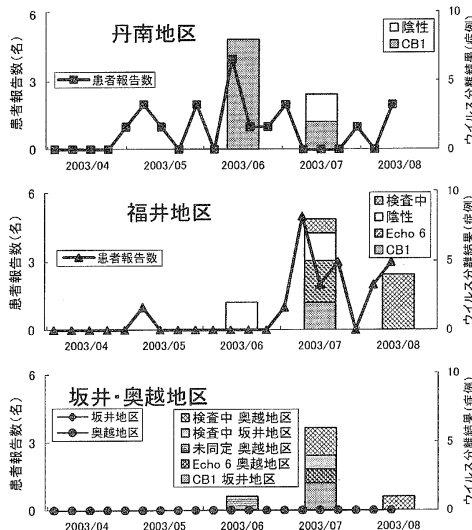 丹南地区
患者報告数(名)
6
3
0
患者報告数
陰性
CB1
10
5
0
ウイルス分離結果(症例)
2003/04 2003/05 2003/06 2003/07 2003/08
福井地区
患者報告数(名)
6
3
0
患者報告数
検査中
陰性
Echo 6
CB1
10
5
0
ウイルス分離結果(症例)
2003/04 2003/05 2003/06 2003/07 2003/08
坂井・奥越地区
患者報告数(名)
6
3
0
坂井地区
奥越地区
検査中 奥越地区
検査中 坂井地区
未同定 奥越地区
Echo 6 奥越地区
CB1 坂井地区
10
5
0
ウイルス分離結果(症例)
2003/04 2003/05 2003/06 2003/07 2003/08